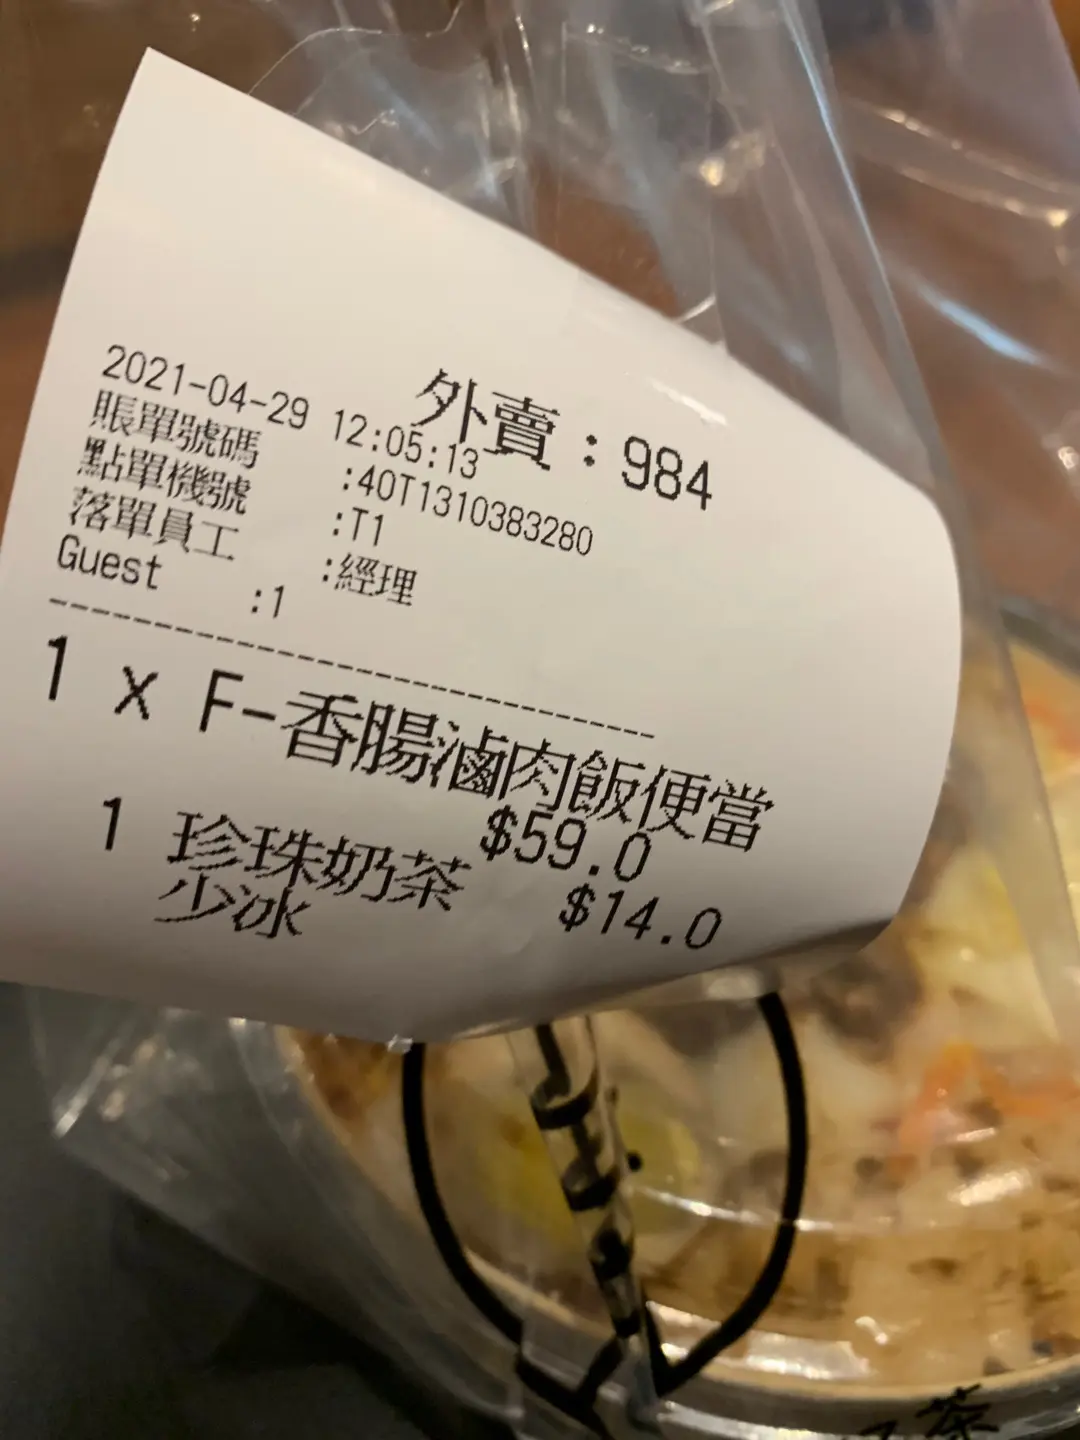 外賣：984
2021-04-29 12:05:13
賬單號碼 :40T1310383280
點單機號 :T1
落單員工 :經理
Guest :1
1 x F-香腸滷肉飯便當
$59.0
1 珍珠奶茶 $14.0
少冰
茶